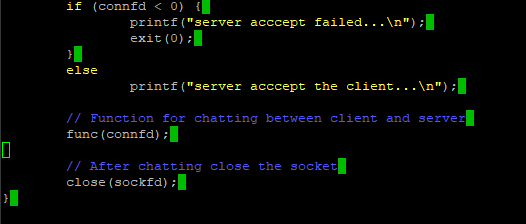 if (connfd < 0) {
printf("server acccept failed...\n");
exit(0);
}
else
printf("server acccept the client...\n");
// Function for chatting between client and server
func(connfd);
// After chatting close the socket
close(sockfd);
}